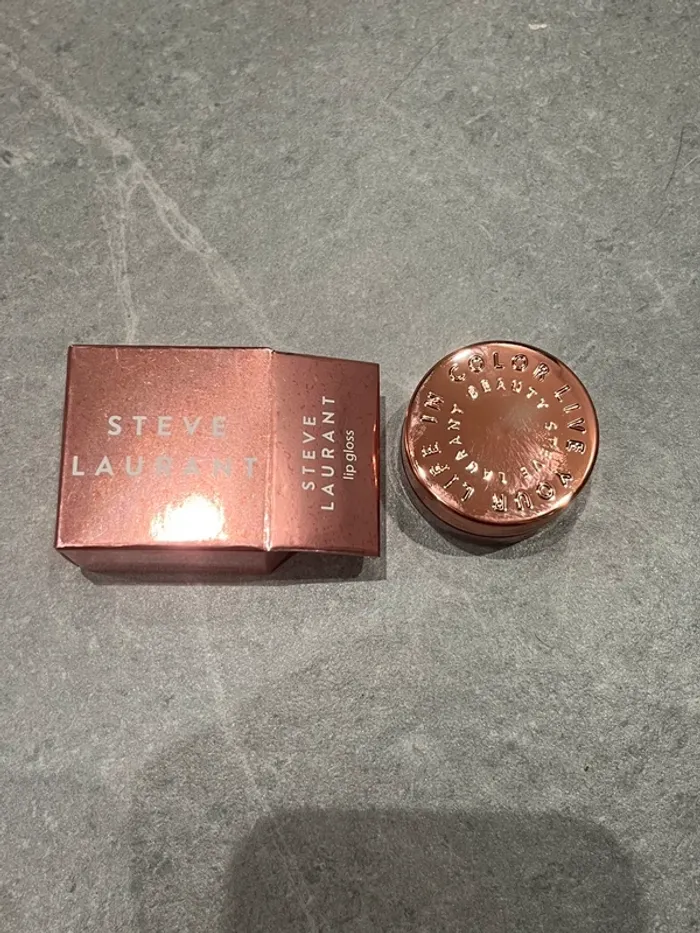 STEVE
LAURANT
STEVE
LAURANT
lip gloss
LIVE YOUR LIFE IN COLOR
STEVE LAURANT BEAUTY